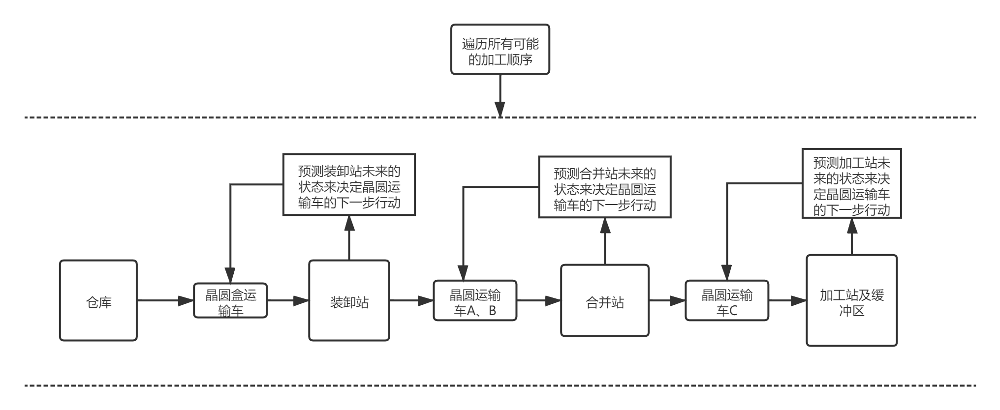 遍历所有可能
的加工顺序
预测装卸站未来的
状态来决定晶圆运
输车的下一步行动
预测合并站未来的
状态来决定晶圆运
输车的下一步行动
预测加工站未
来的状态来决
定晶圆运输车
的下一步行动
仓库
晶圆盒运
输车
装卸站
晶圆运输
车A、B
合并站
晶圆运输
车C
加工站及缓
冲区